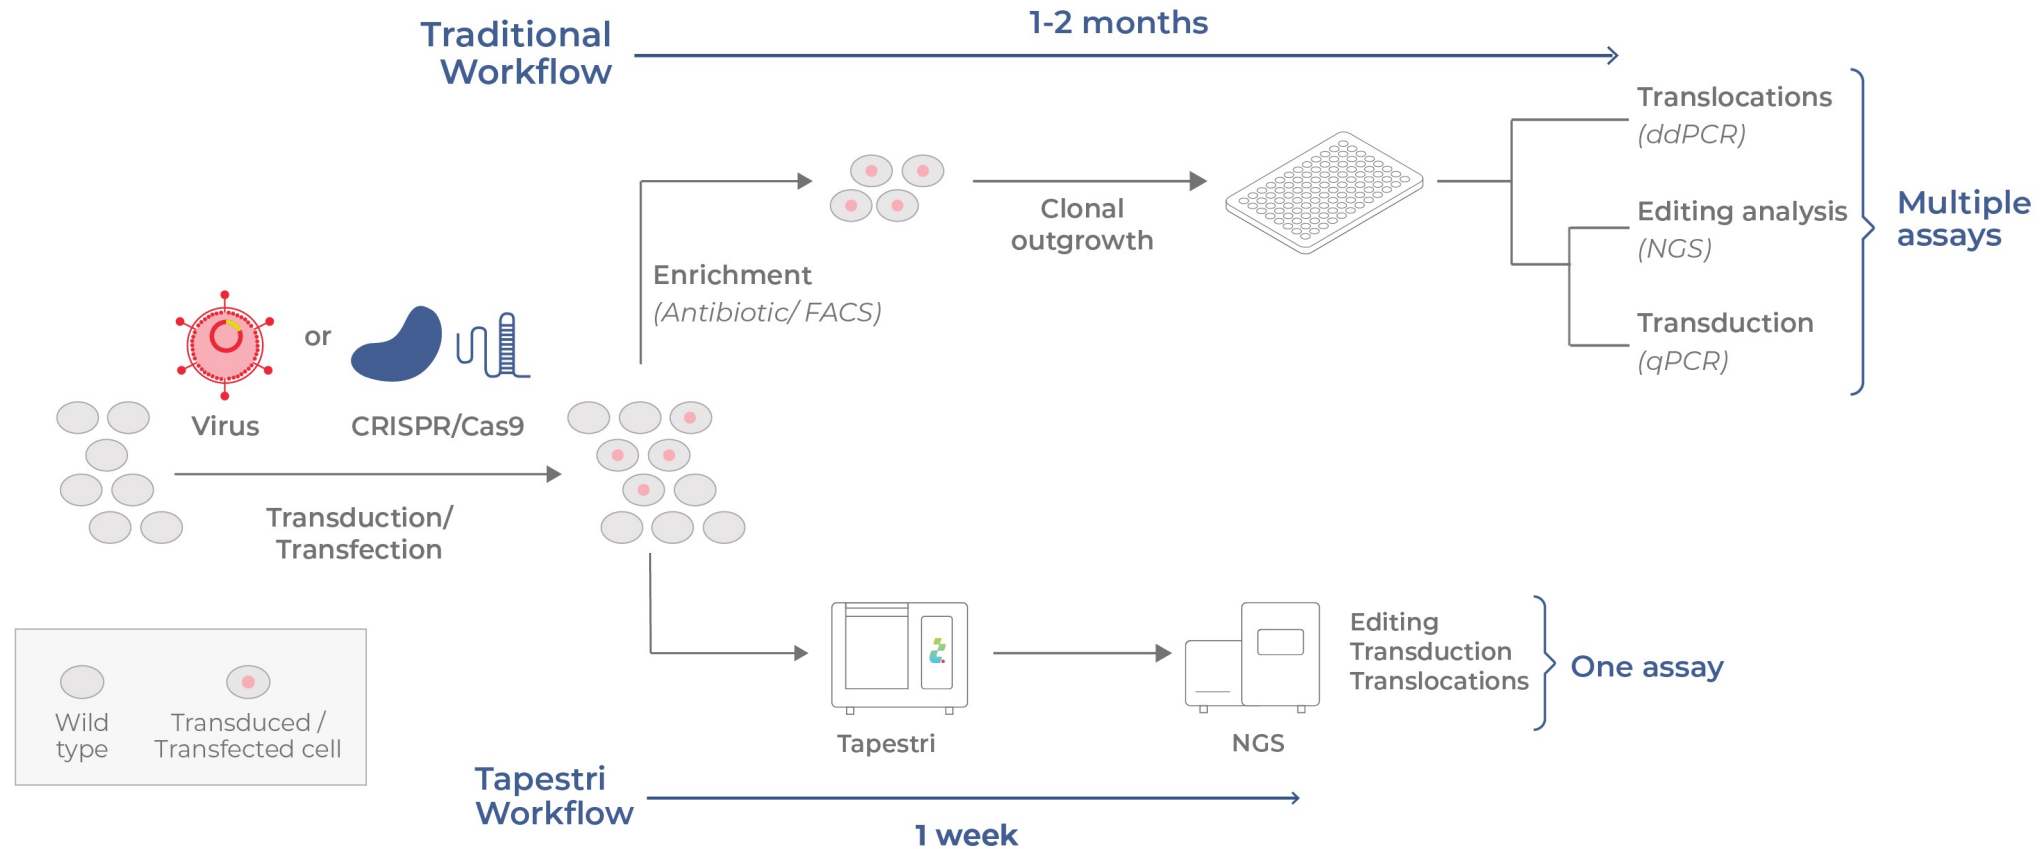 Traditional
Workflow
1-2 months
Translocations
(ddPCR)
Editing analysis
(NGS)
Transduction
(qPCR)
Multiple
assays
Clonal
outgrowth
Enrichment
(Antibiotic/ FACS)
or
Virus
CRISPR/Cas9
Transduction/
Transfection
Wild
type
Transduced /
Transfected cell
Tapestri
NGS
Editing
Transduction
Translocations
One assay
Tapestri
Workflow
1 week